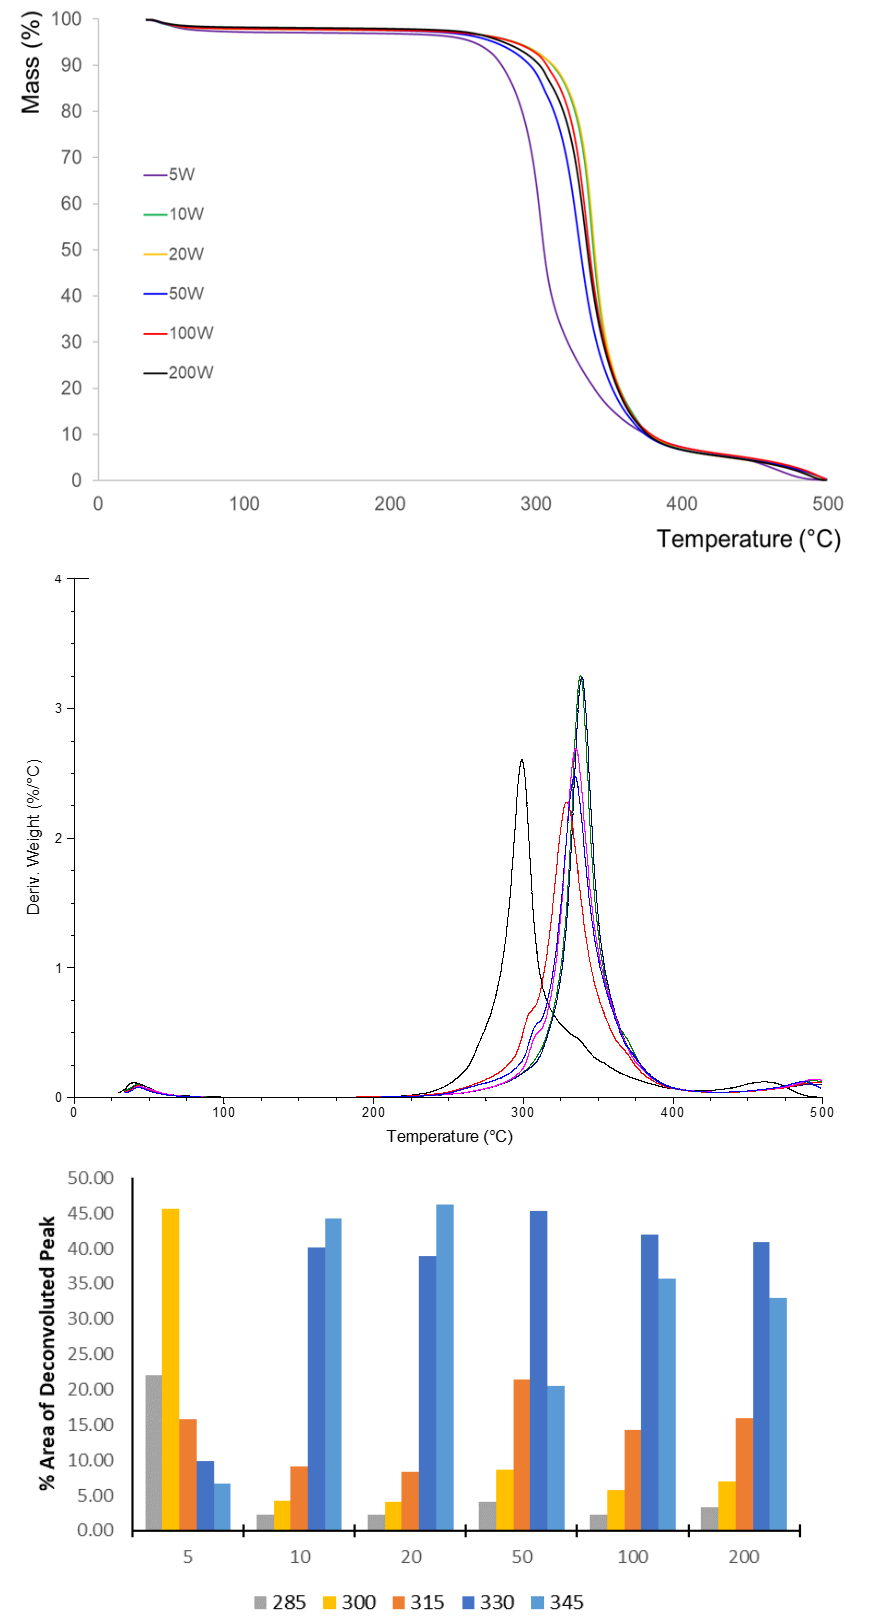 Mass (%)
100
90
80
70
60
50
40
30
20
10
0
5W
10W
20W
50W
100W
200W
0 100 200 300 400 500
Temperature (°C)
Deriv. Weight (%/°C)
4
3
2
1
0
0 100 200 300 400 500
Temperature (°C)
% Area of Deconvoluted Peak
50.00
45.00
40.00
35.00
30.00
25.00
20.00
15.00
10.00
5.00
0.00
5 10 20 50 100 200
285 300 315 330 345